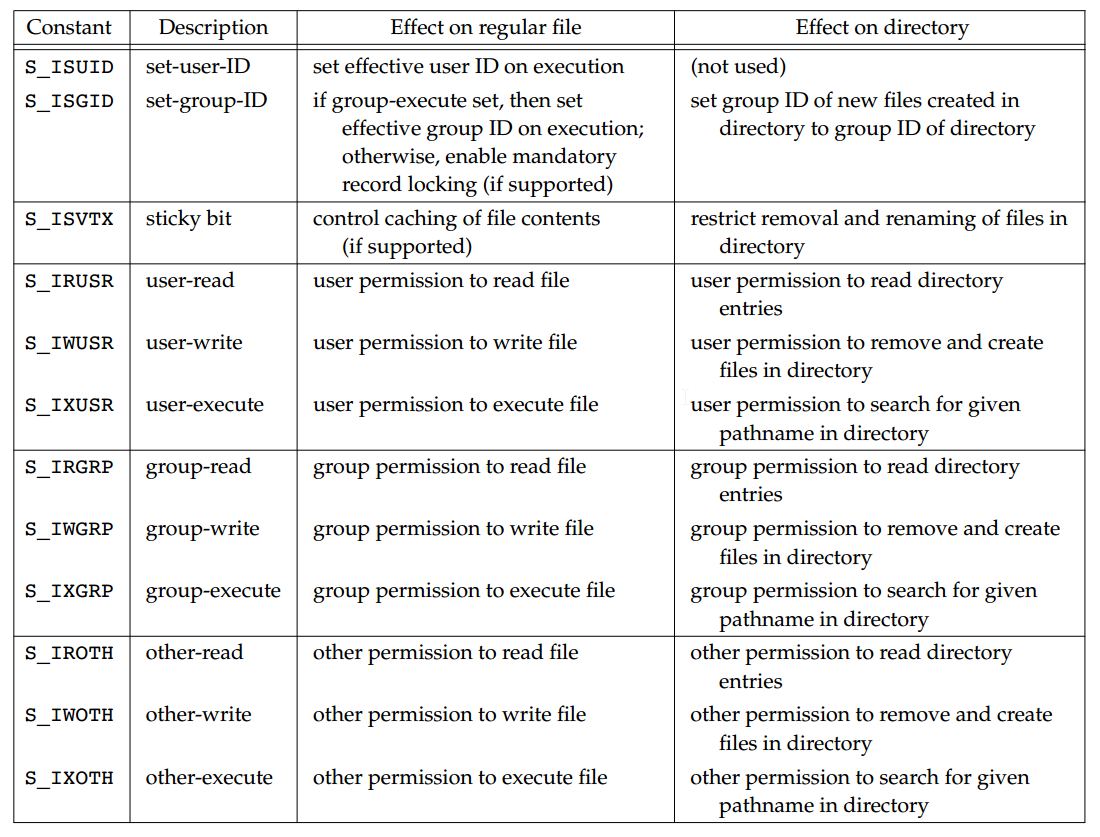 Constant Description Effect on regular file Effect on directory
S_ISUID set-user-ID set effective user ID on execution (not used)
S_ISGID set-group-ID if group-execute set, then set set group ID of new files created in
effective group ID on execution; directory to group ID of directory
otherwise, enable mandatory
record locking (if supported)
S_ISVTX sticky bit control caching of file contents restrict removal and renaming of files in
(if supported) directory
S_IRUSR user-read user permission to read file user permission to read directory
entries
S_IWUSR user-write user permission to write file user permission to remove and create
files in directory
S_IXUSR user-execute user permission to execute file user permission to search for given
pathname in directory
S_IRGRP group-read group permission to read file group permission to read directory
entries
S_IWGRP group-write group permission to write file group permission to remove and create
files in directory
S_IXGRP group-execute group permission to execute file group permission to search for given
pathname in directory
S_IROTH other-read other permission to read file other permission to read directory
entries
S_IWOTH other-write other permission to write file other permission to remove and create
files in directory
S_IXOTH other-execute other permission to execute file other permission to search for given
pathname in directory